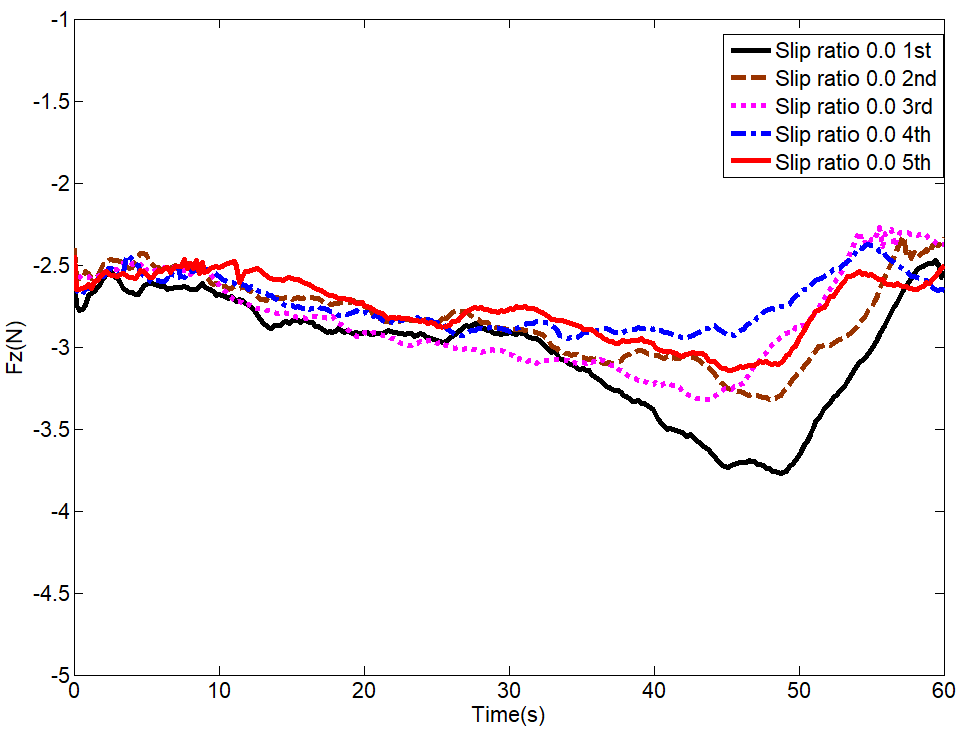 -1
-1.5
-2
-2.5
-3
-3.5
-4
-4.5
-5
Fz(N)
0 10 20 30 40 50 60
Time(s)
Slip ratio 0.0 1st
Slip ratio 0.0 2nd
Slip ratio 0.0 3rd
Slip ratio 0.0 4th
Slip ratio 0.0 5th